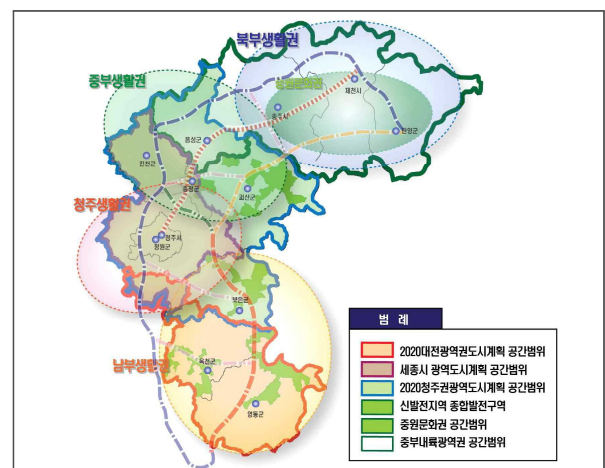 북부생활권
중부생활권
중원문화권
제천시
충주시
단양군
음성군
진천군
증평군
괴산군
청주생활권
청주시
청원군
보은군
남부생활권
옥천군
영동군
범 례
2020대전광역권도시계획 공간범위
세종시 광역도시계획 공간범위
2020청주권광역도시계획 공간범위
신발전지역 종합발전구역
중원문화권 공간범위
중부내륙광역권 공간범위